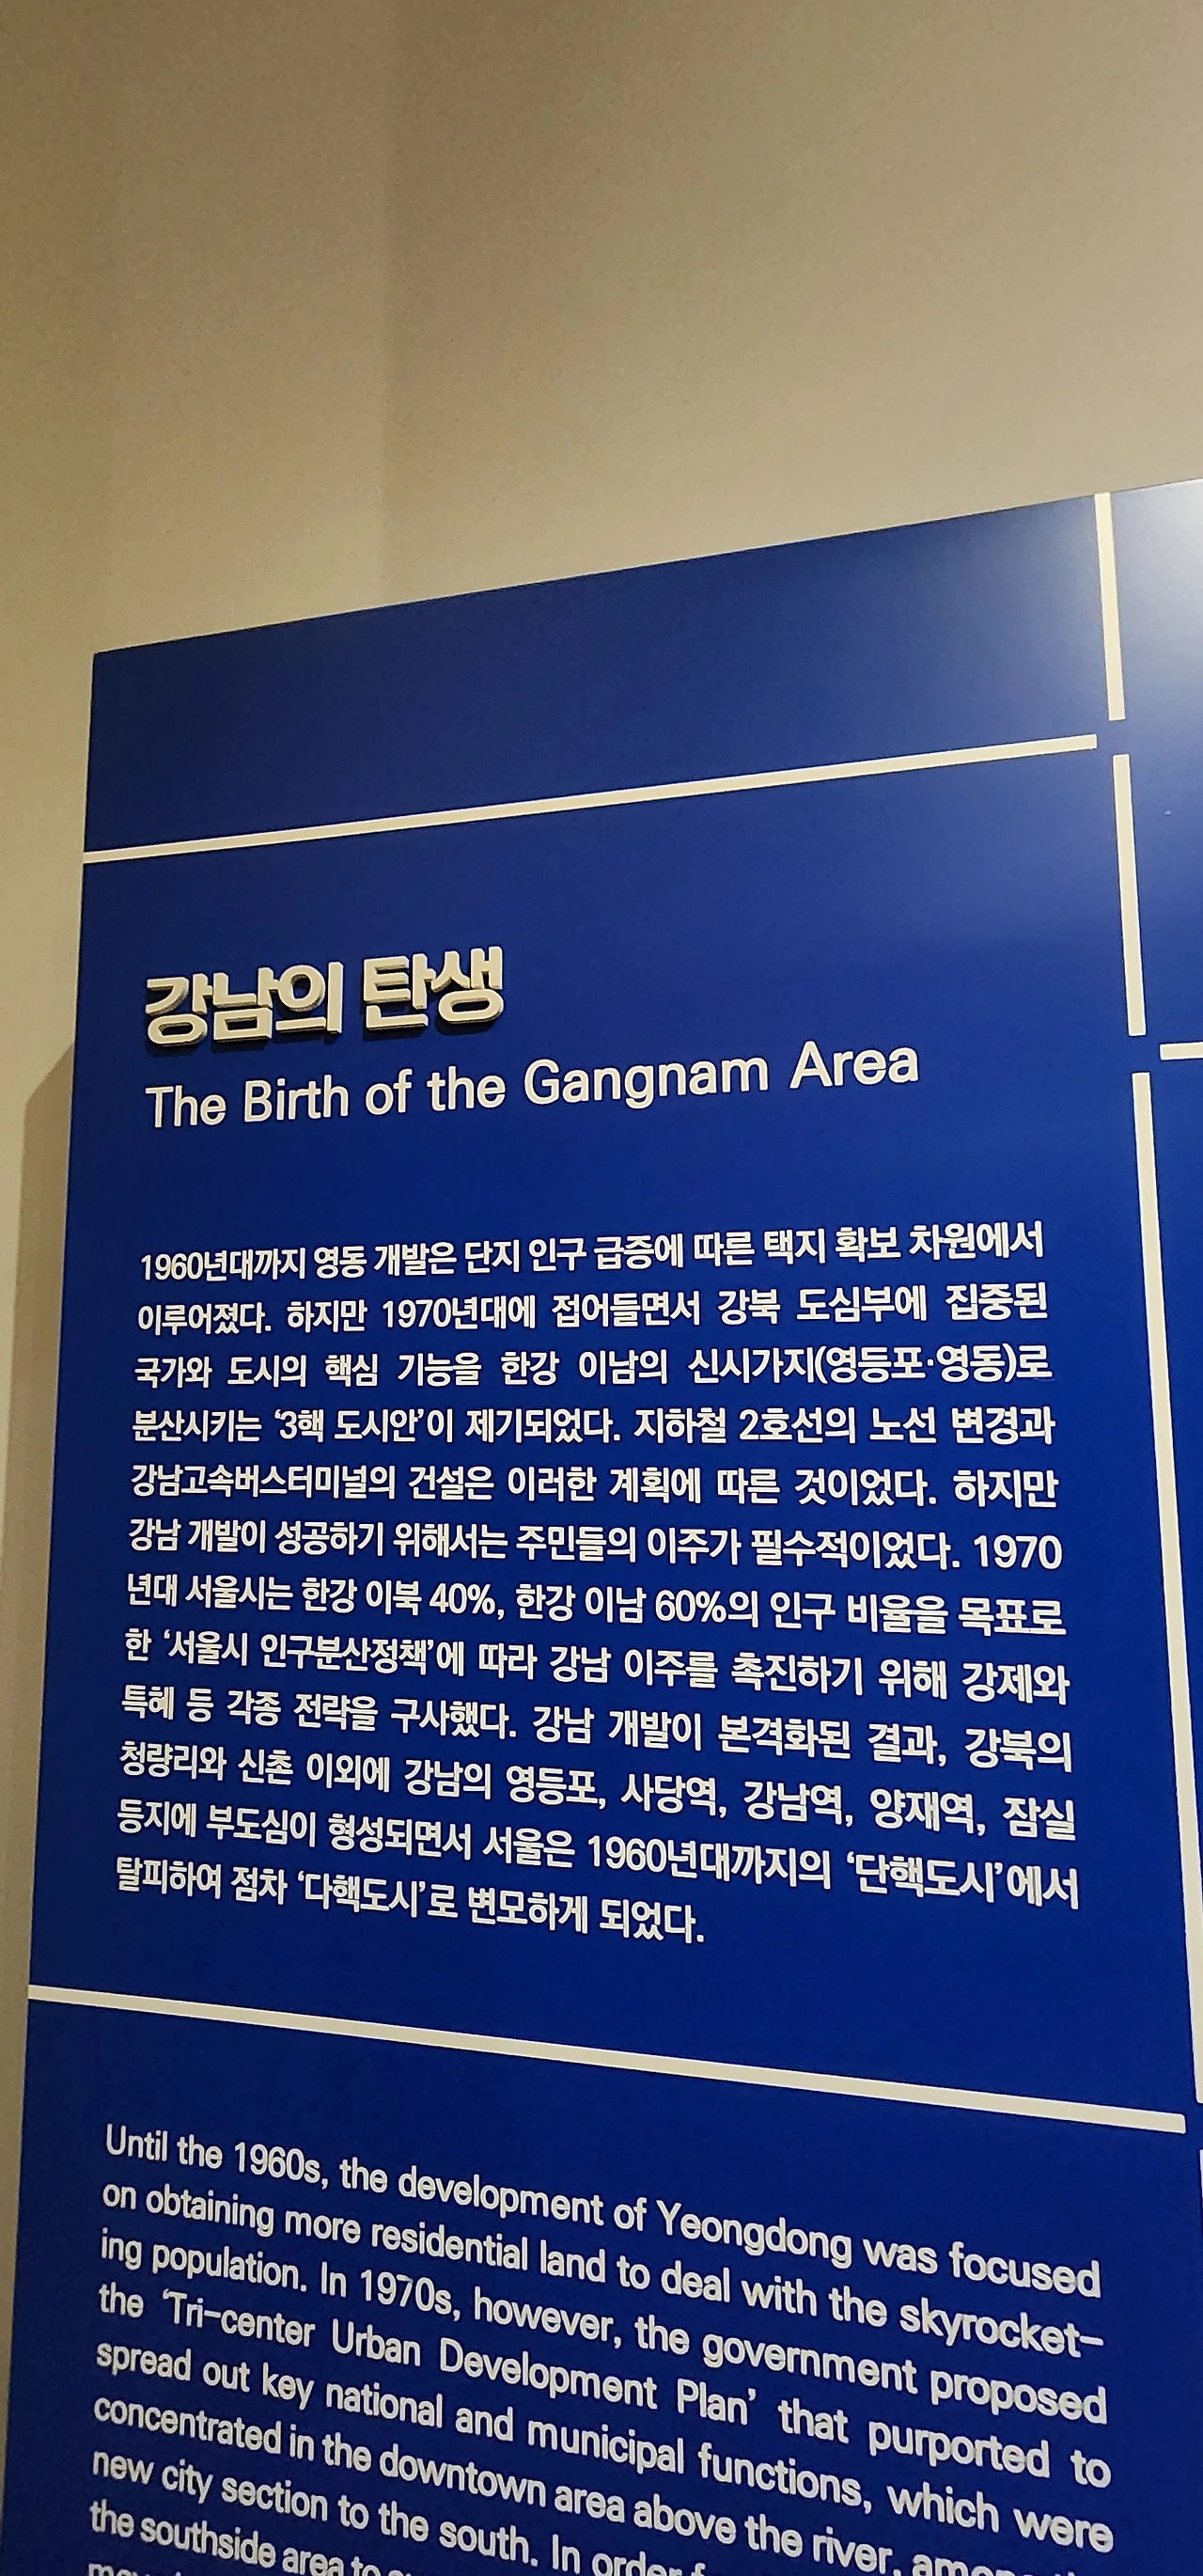 강남의 탄생
The Birth of the Gangnam Area
1960년대까지 영동 개발은 단지 인구 급증에 따른 택지 확보 차원에서
이루어졌다. 하지만 1970년대에 접어들면서 강북 도심부에 집중된
국가와 도시의 핵심 기능을 한강 이남의 신시가지(영등포·영동)로
분산시키는 ‘3핵 도시안’이 제기되었다. 지하철 2호선의 노선 변경과
강남고속버스터미널의 건설은 이러한 계획에 따른 것이었다. 하지만
강남 개발이 성공하기 위해서는 주민들의 이주가 필수적이었다. 1970
년대 서울시는 한강 이북 40%, 한강 이남 60%의 인구 비율을 목표로
한 ‘서울시 인구분산정책’에 따라 강남 이주를 촉진하기 위해 강제와
특혜 등 각종 전략을 구사했다. 강남 개발이 본격화된 결과, 강북의
청량리와 신촌 이외에 강남의 영등포, 사당역, 강남역, 양재역, 잠실
등지에 부도심이 형성되면서 서울은 1960년대까지의 ‘단핵도시’에서
탈피하여 점차 ‘다핵도시’로 변모하게 되었다.
Until the 1960s, the development of Yeongdong was focused
on obtaining more residential land to deal with the skyrocket-
ing population. In 1970s, however, the government proposed
the ‘Tri-center Urban Development Plan’ that purported to
spread out key national and municipal functions, which were
concentrated in the downtown area above the river,
new city section to the south. In order
the southside area to